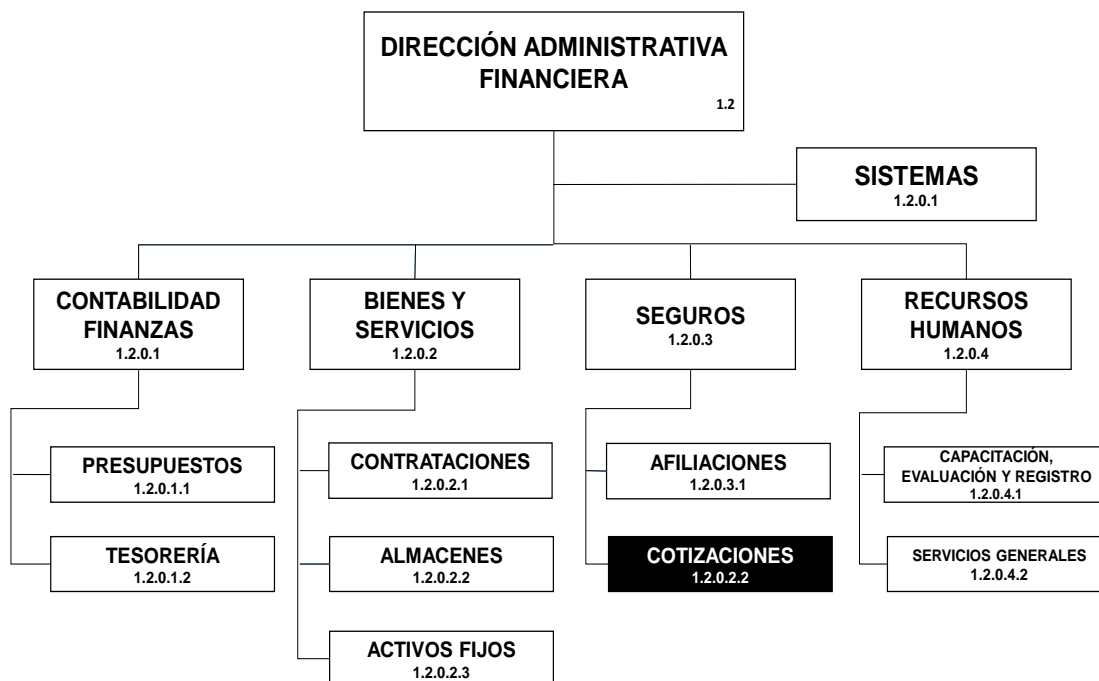 DIRECCIÓN ADMINISTRATIVA
FINANCIERA
1.2
SISTEMAS
1.2.0.1
CONTABILIDAD
FINANZAS
1.2.0.1
BIENES Y
SERVICIOS
1.2.0.2
SEGUROS
1.2.0.3
RECURSOS
HUMANOS
1.2.0.4
PRESUPUESTOS
1.2.0.1.1
CONTRATACIONES
1.2.0.2.1
AFILIACIONES
1.2.0.3.1
CAPACITACIÓN,
EVALUACIÓN Y REGISTRO
1.2.0.4.1
TESORERÍA
1.2.0.1.2
ALMACENES
1.2.0.2.2
COTIZACIONES
1.2.0.2.2
SERVICIOS GENERALES
1.2.0.4.2
ACTIVOS FIJOS
1.2.0.2.3